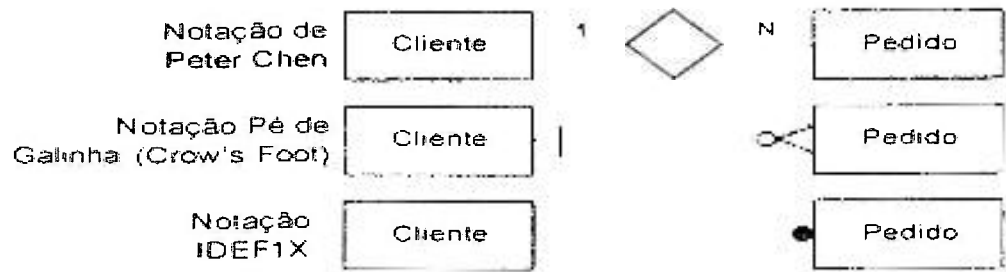 Notação de
Peter Chen
Cliente
1
N
Pedido
Notação Pé de
Galinha (Crow's Foot)
Cliente
Pedido
Notação
IDEF1X
Cliente
Pedido